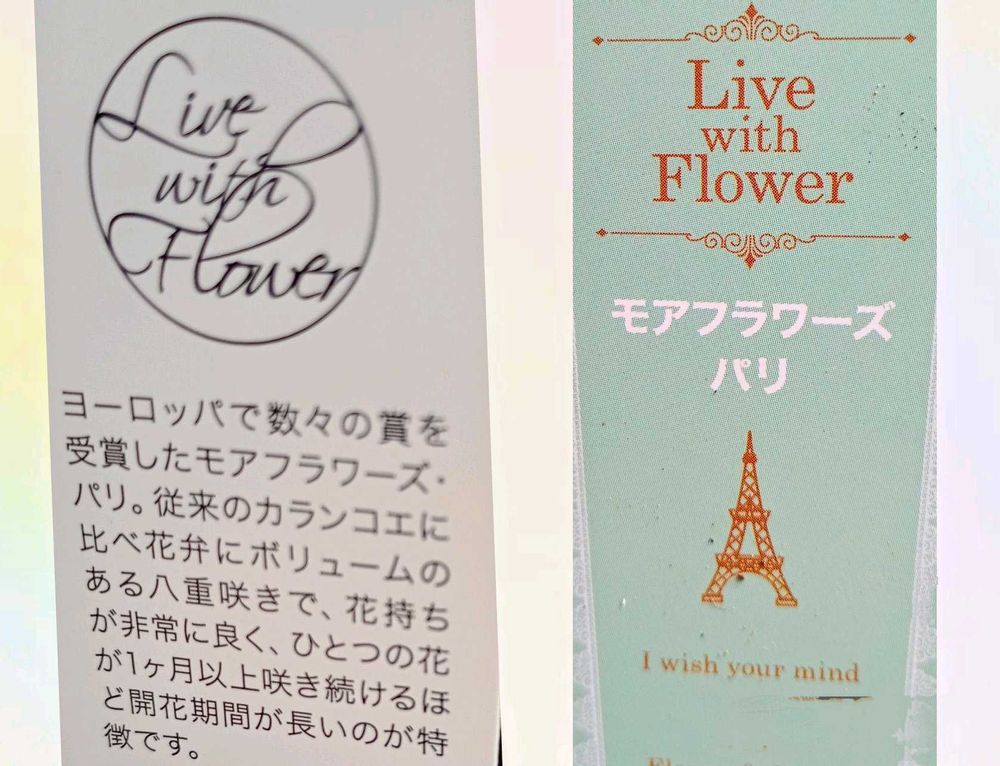 Live
with
Flower
ヨーロッパで数々の賞を
受賞したモアフラワーズ・
パリ。従来のカランコエに
比べ花弁にボリュームの
ある八重咲きで、花持ち
が非常に良く、ひとつの花
が1ヶ月以上咲き続けるほ
ど開花期間が長いのが特
徴です。
Live
with
Flower
モアフラワーズ
パリ
I wish your mind